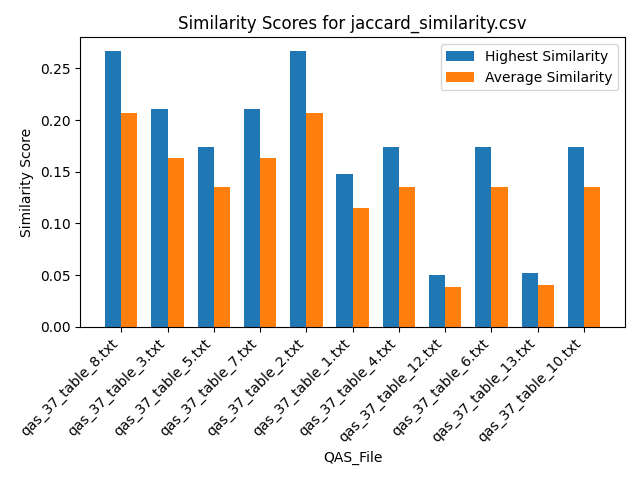 Similarity Scores for jaccard_similarity.csv
Highest Similarity
Average Similarity
Similarity Score
0.25
0.20
0.15
0.10
0.05
0.00
qas_37_table_8.txt
qas_37_table_3.txt
qas_37_table_5.txt
qas_37_table_7.txt
qas_37_table_2.txt
qas_37_table_1.txt
qas_37_table_4.txt
qas_37_table_12.txt
qas_37_table_6.txt
qas_37_table_13.txt
qas_37_table_10.txt
QAS_File